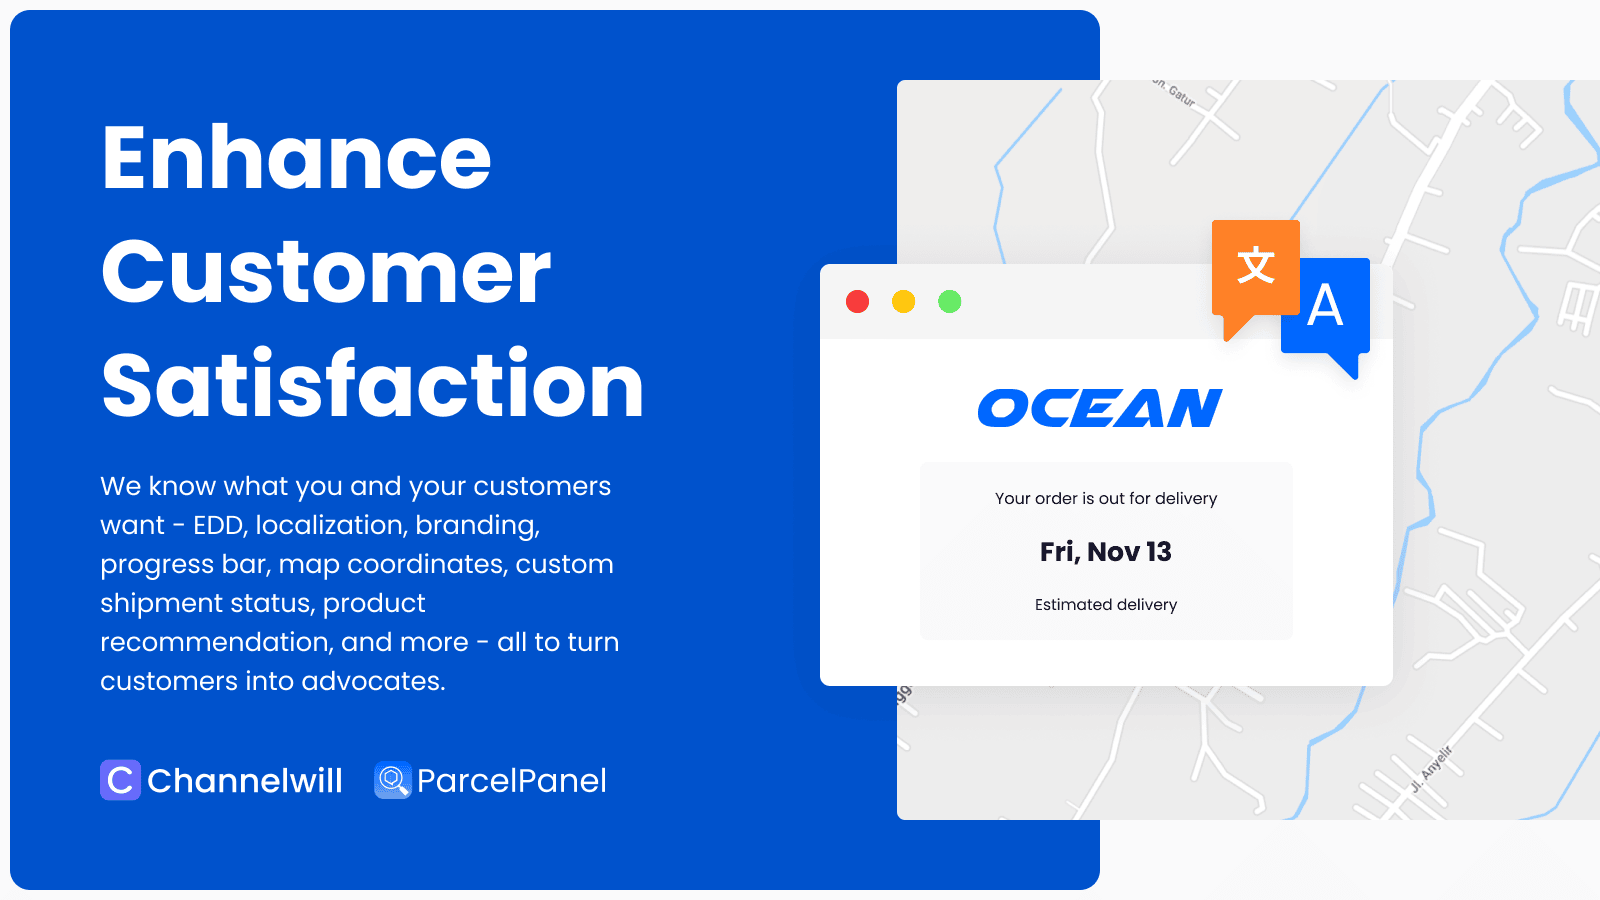 Enhance
Customer
Satisfaction
We know what you and your customers
want - EDD, localization, branding,
progress bar, map coordinates, custom
shipment status, product
recommendation, and more - all to turn
customers into advocates.
C Channelwill
ParcelPanel
Gatur
文
A
OCEAN
Your order is out for delivery
Fri, Nov 13
Estimated delivery
Jl. Anyelir